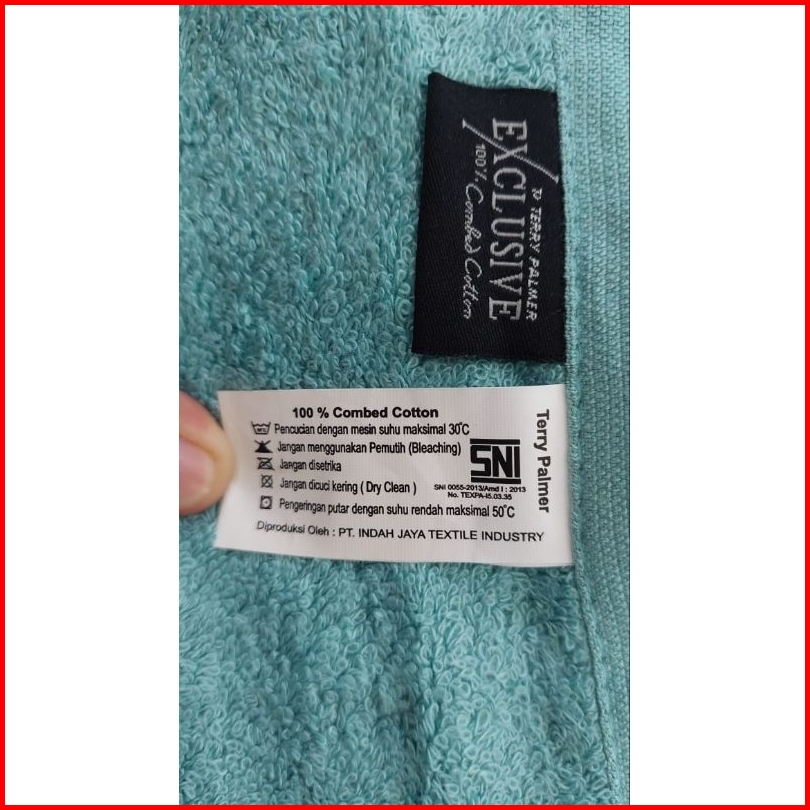 TP TERRY PALMER
EXCLUSIVE
100% Combed Cotton
100 % Combed Cotton
Pencucian dengan mesin suhu maksimal 30°C
Jangan menggunakan Pemutih (Bleaching)
Jangan disetrika
Jangan dicuci kering ( Dry Clean )
Pengeringan putar dengan suhu rendah maksimal 50°C
Diproduksi Oleh : PT. INDAH JAYA TEXTILE INDUSTRY
SNI
SNI 0055-2013/Amd I : 2013
No. TEXPA-I5.03.35
Terry Palmer